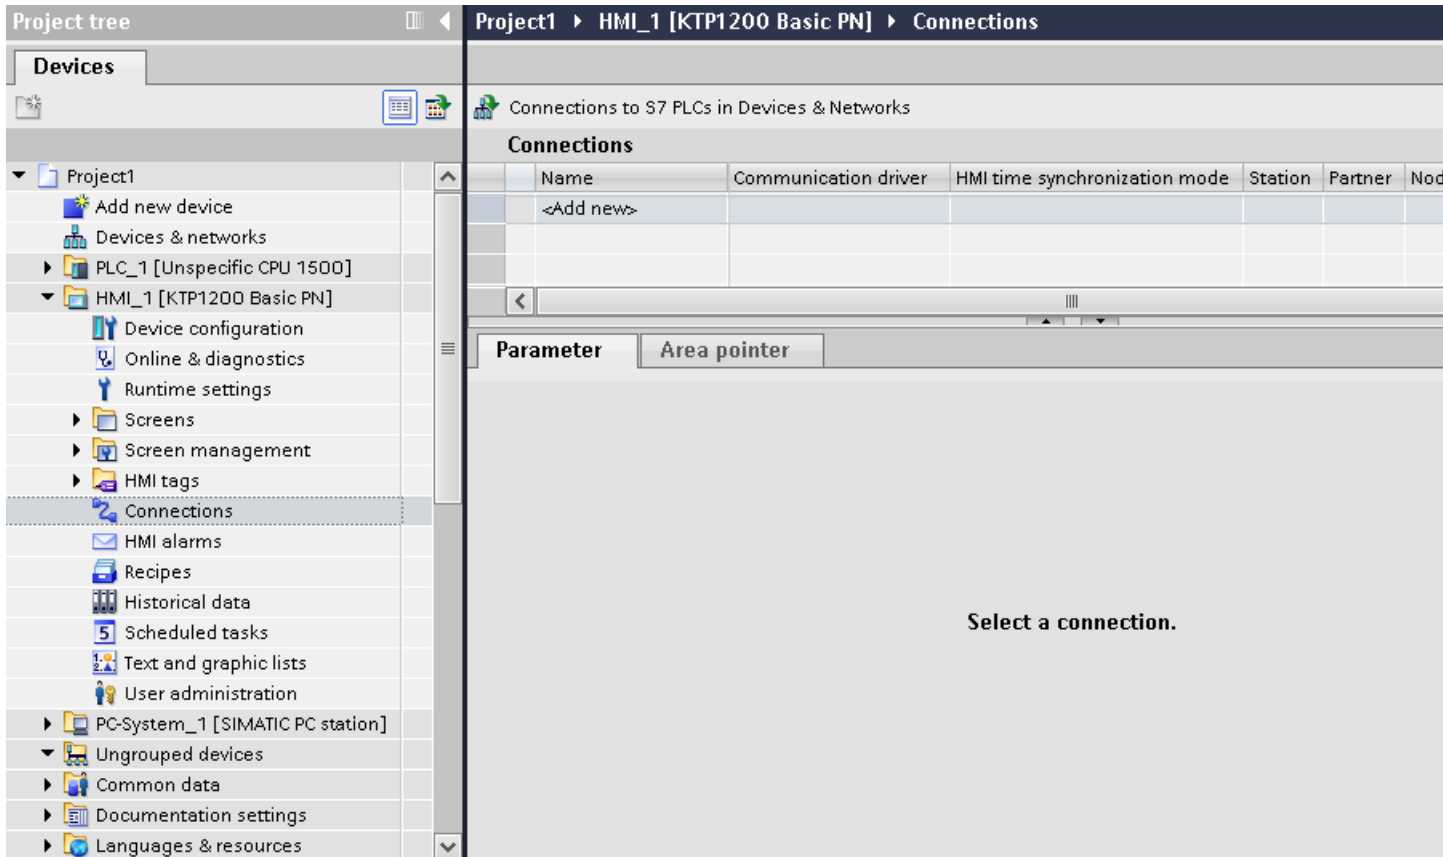 Project tree
Devices
Project1
Add new device
Devices & networks
PLC_1 [Unspecific CPU 1500]
HMI_1 [KTP1200 Basic PN]
Device configuration
Online & diagnostics
Runtime settings
Screens
Screen management
HMI tags
Connections
HMI alarms
Recipes
Historical data
Scheduled tasks
Text and graphic lists
User administration
PC-System_1 [SIMATIC PC station]
Ungrouped devices
Common data
Documentation settings
Languages & resources
Project1 HMI_1 [KTP1200 Basic PN] Connections
Connections to S7 PLCs in Devices & Networks
Connections
Name Communication driver HMI time synchronization mode Station Partner Nod
<Add new>
Parameter Area pointer
Select a connection.